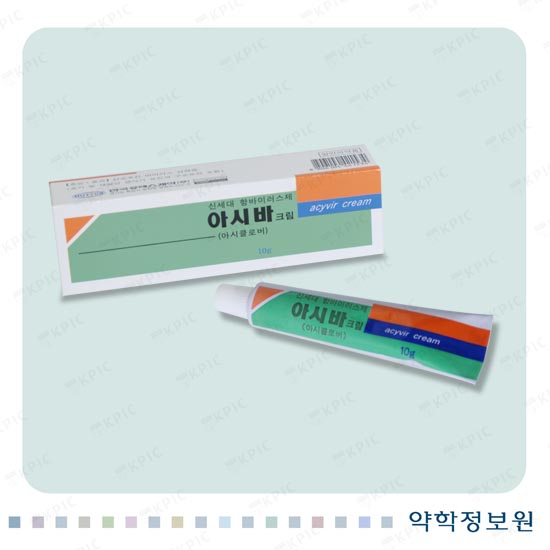 신세대 항바이러스제
아시바크림
(아시클로버)
acyvir cream
10g
신세대 항바이러스제
아시바크림
(아시클로버)
acyvir cream
10g
KPIC
약학정보원